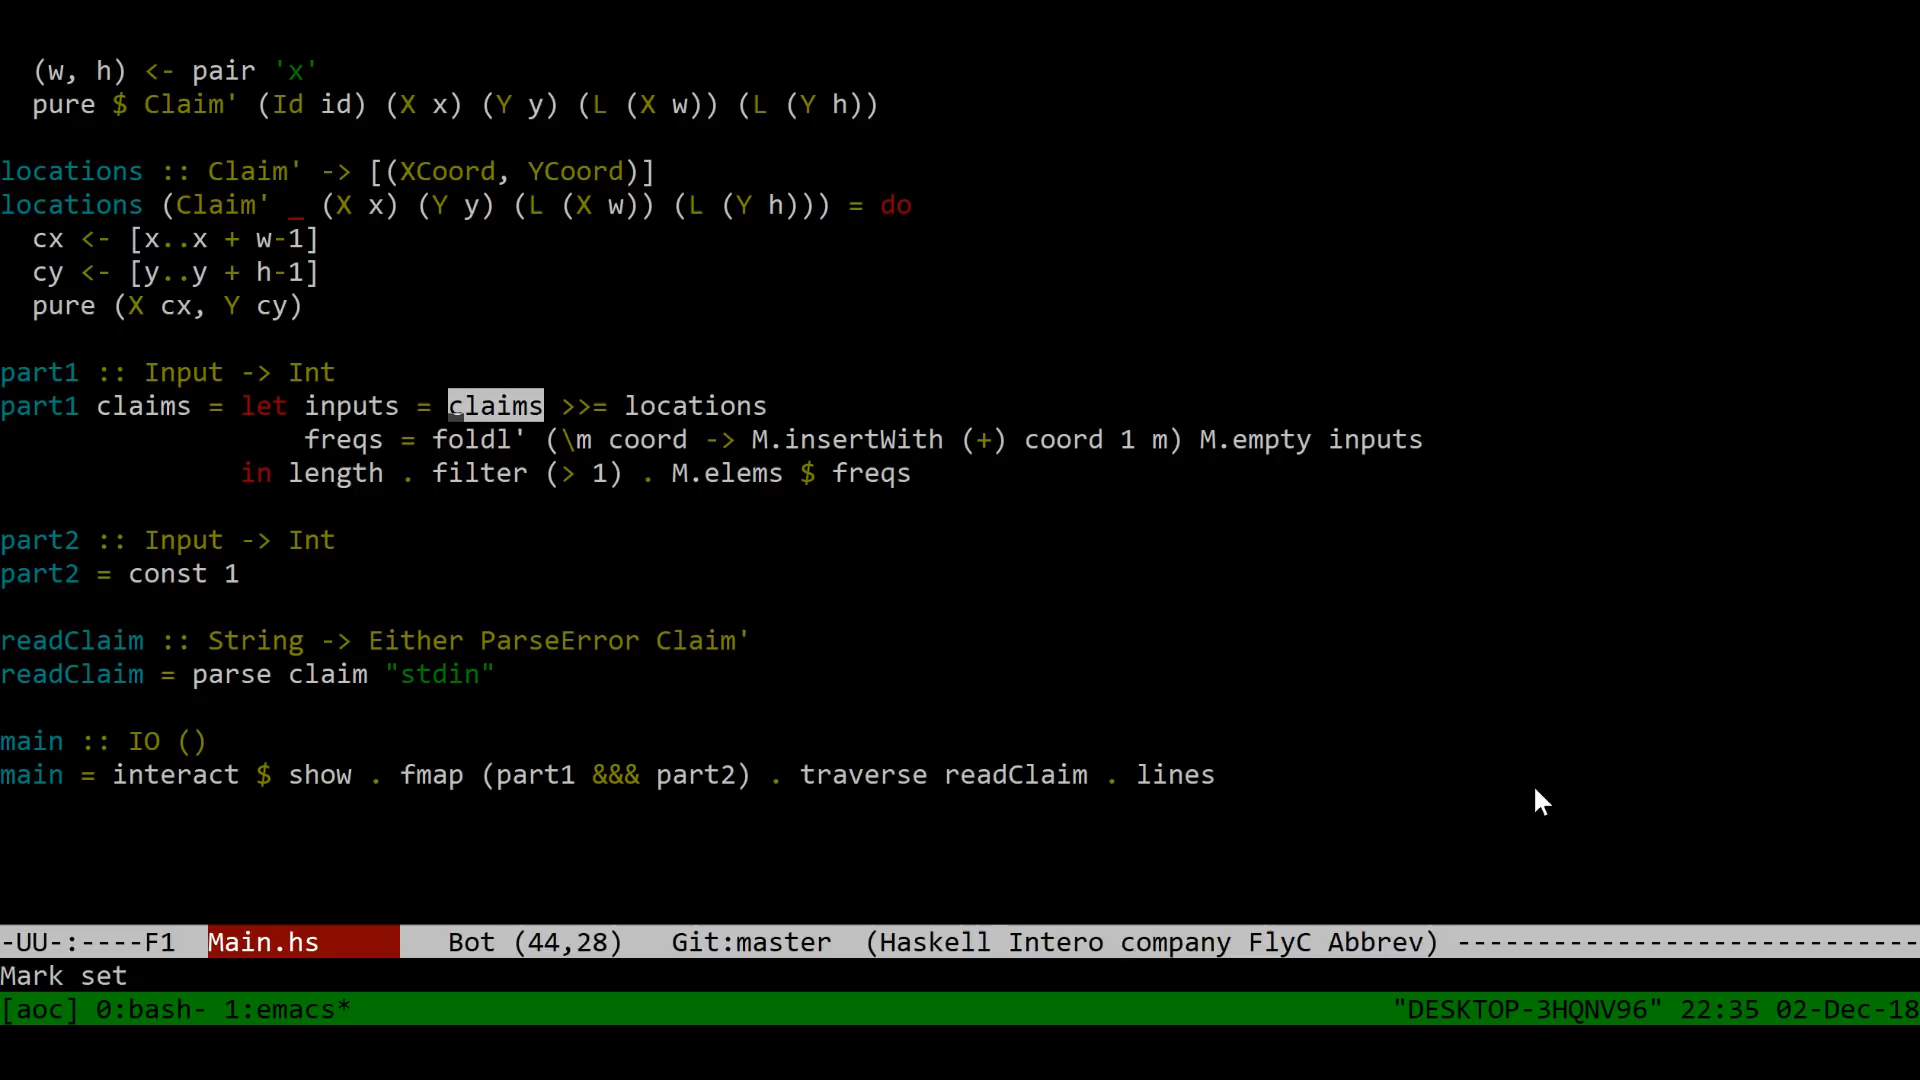 (w, h) <- pair 'x'
  pure $ Claim' (Id id) (X x) (Y y) (L (X w)) (L (Y h))
locations :: Claim' -> [(XCoord, YCoord)]
locations (Claim' _ (X x) (Y y) (L (X w)) (L (Y h))) = do
  cx <- [x..x + w-1]
  cy <- [y..y + h-1]
  pure (X cx, Y cy)
part1 :: Input -> Int
part1 claims = let inputs = claims >>= locations
                   freqs = foldl' (\m coord -> M.insertWith (+) coord 1 m) M.empty inputs
               in length . filter (> 1) . M.elems $ freqs
part2 :: Input -> Int
part2 = const 1
readClaim :: String -> Either ParseError Claim'
readClaim = parse claim "stdin"
main :: IO ()
main = interact $ show . fmap (part1 &&& part2) . traverse readClaim . lines
-UU-:----F1  Main.hs        Bot (44,28)   Git:master  (Haskell Intero company FlyC Abbrev) -----------------------------
Mark set
[aoc] 0:bash- 1:emacs* "DESKTOP-3HQNV96" 22:35 02-Dec-18